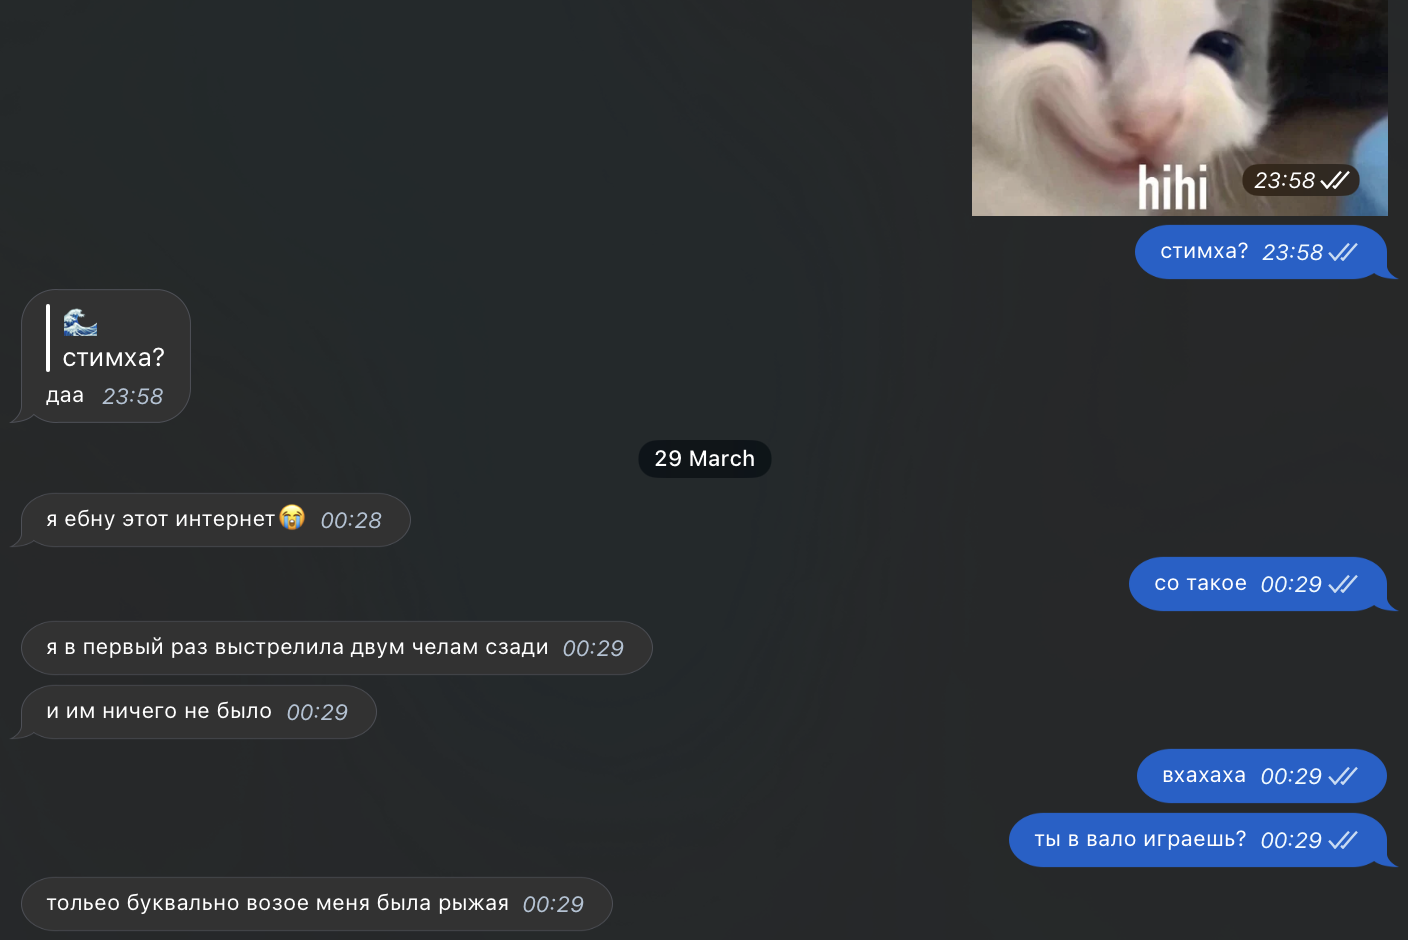 hihi
23:58
стимха? 23:58
🌊
стимха?
даа 23:58
29 March
я ебну этот интернет😭 00:28
со такое 00:29
я в первый раз выстрелила двум челам сзади 00:29
и им ничего не было 00:29
вхахаха 00:29
ты в вало играешь? 00:29
тольео буквально возое меня была рыжая 00:29